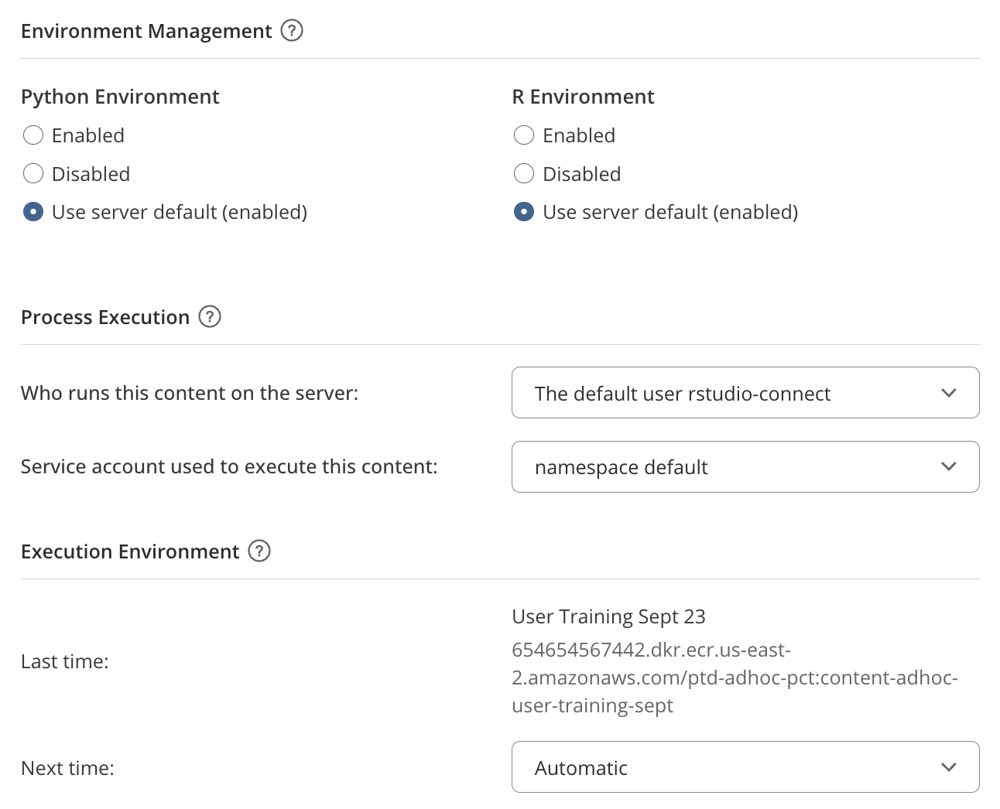 Environment Management ?
Python Environment
Enabled
Disabled
Use server default (enabled)
R Environment
Enabled
Disabled
Use server default (enabled)
Process Execution ?
Who runs this content on the server:
The default user rstudio-connect
Service account used to execute this content:
namespace default
Execution Environment ?
Last time:
User Training Sept 23
654654567442.dkr.ecr.us-east-
2.amazonaws.com/ptd-adhoc-pct:content-adhoc-
user-training-sept
Next time:
Automatic